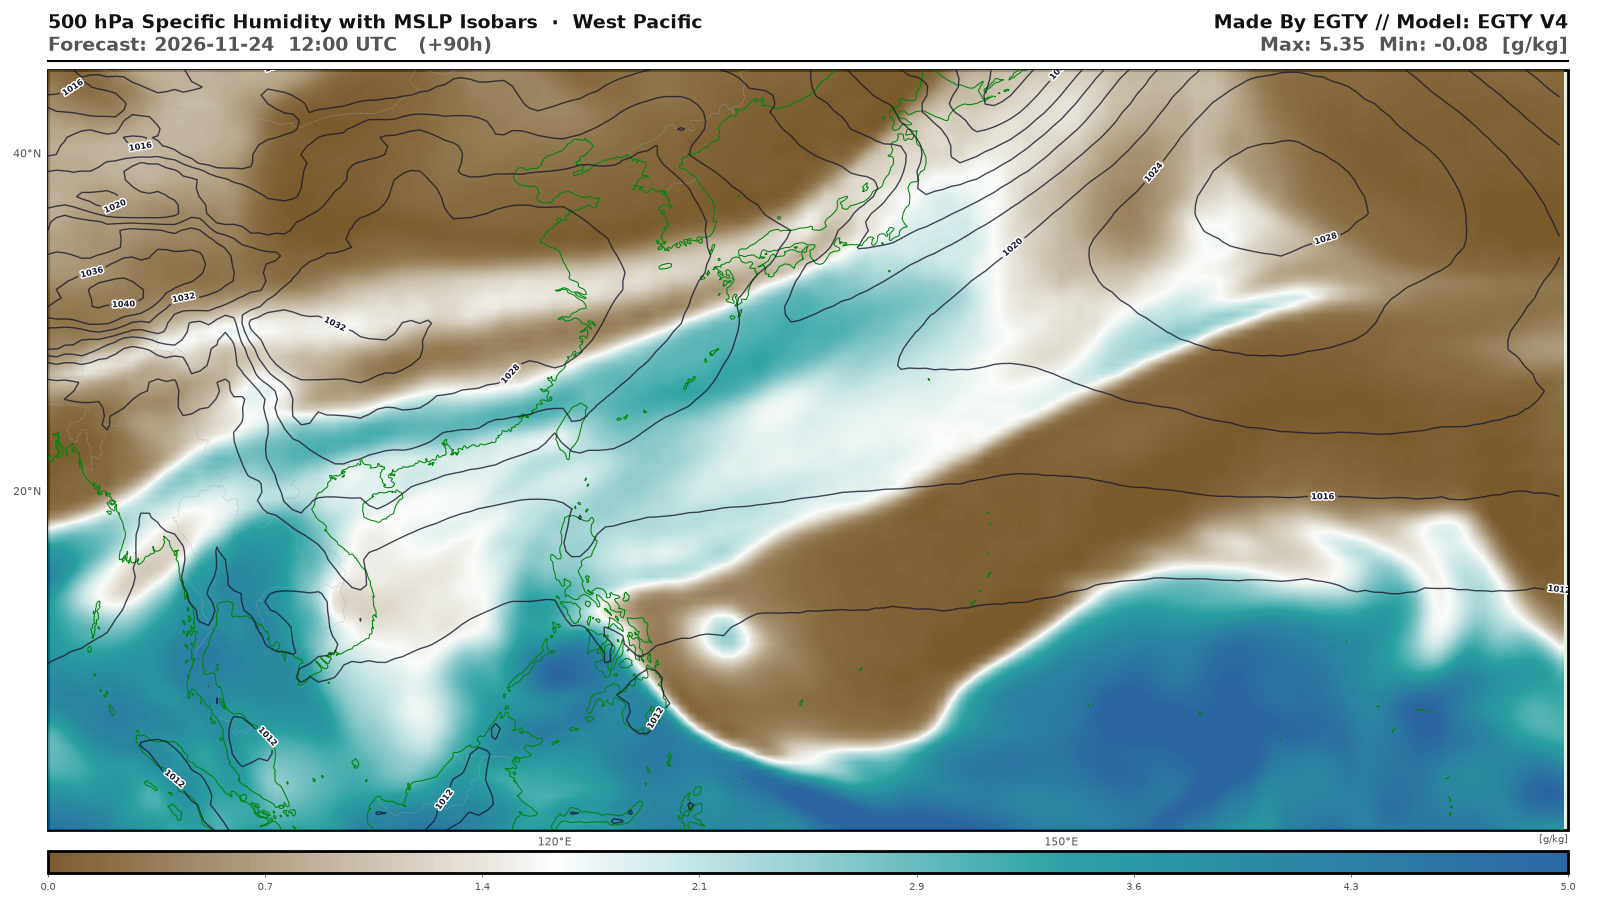 500 hPa Specific Humidity with MSLP Isobars · West Pacific
Made By EGTY // Model: EGTY V4
Forecast: 2026-11-24 12:00 UTC (+90h)
Max: 5.35 Min: -0.08 [g/kg]
1016
1016
40°N
1024
1020
1028
1020
1036
1032
1040
1032
1028
20°N
1016
1012
1012
1012
1012
1012
120°E
150°E
[g/kg]
0.0 0.7 1.4 2.1 2.9 3.6 4.3 5.0